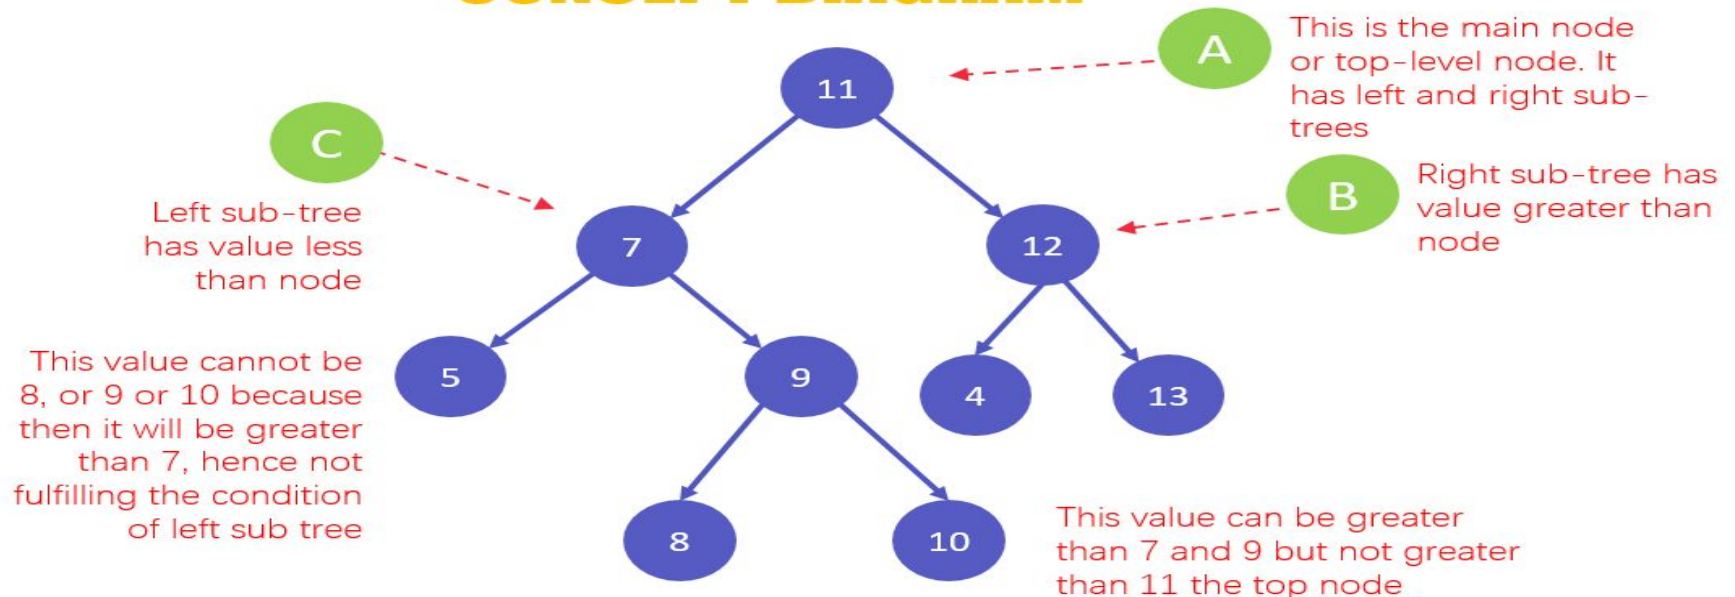 11
A
This is the main node
or top-level node. It
has left and right sub-
trees
C
B
Right sub-tree has
value greater than
node
Left sub-tree
has value less
than node
7
12
This value cannot be
8, or 9 or 10 because
then it will be greater
than 7, hence not
fulfilling the condition
of left sub tree
5
9
4
13
8
10
This value can be greater
than 7 and 9 but not greater
than 11 the top node